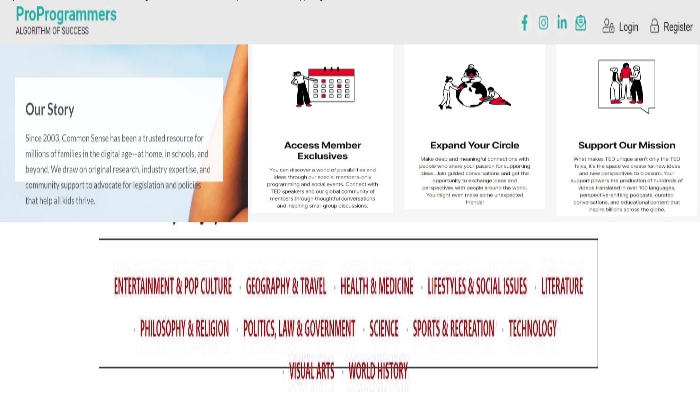 ProProgrammers
ALGORITHM OF SUCCESS
Login
Register
Our Story
Since 2003, Common Sense has been a trusted resource for
millions of families in the digital age—at home, in schools, and
beyond. We draw on original research, industry expertise, and
community support to advocate for legislation and policies
that help all kids thrive.
Access Member
Exclusives
You can discover a world of possibilities and
ideas through our social members-only
programming and social events. Connect with
TED speakers and our global community of
members through thoughtful conversations
and inspiring small group discussions.
Expand Your Circle
Make deep and meaningful connections with
people who share your passion for supporting
ideas. Join guided conversations and get the
opportunity to exchange ideas and
perspectives with people around the world.
You might even make some unexpected
friends!
Support Our Mission
What makes TED unique aren't only the TED
Talks, it's the space we create for new ideas
and new perspectives to blossom. Your
support powers the production of hundreds of
videos translated in over 100 languages,
perspective-shifting podcasts, curated
conversations, and educational content that
inspire billions across the globe.
ENTERTAINMENT & POP CULTURE · GEOGRAPHY & TRAVEL · HEALTH & MEDICINE · LIFESTYLES & SOCIAL ISSUES · LITERATURE
· PHILOSOPHY & RELIGION · POLITICS, LAW & GOVERNMENT · SCIENCE · SPORTS & RECREATION · TECHNOLOGY
· VISUAL ARTS · WORLD HISTORY